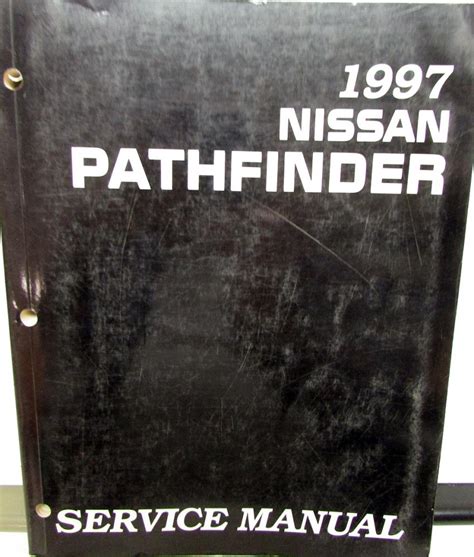 1997
NISSAN
PATHFINDER
SERVICE MANUAL